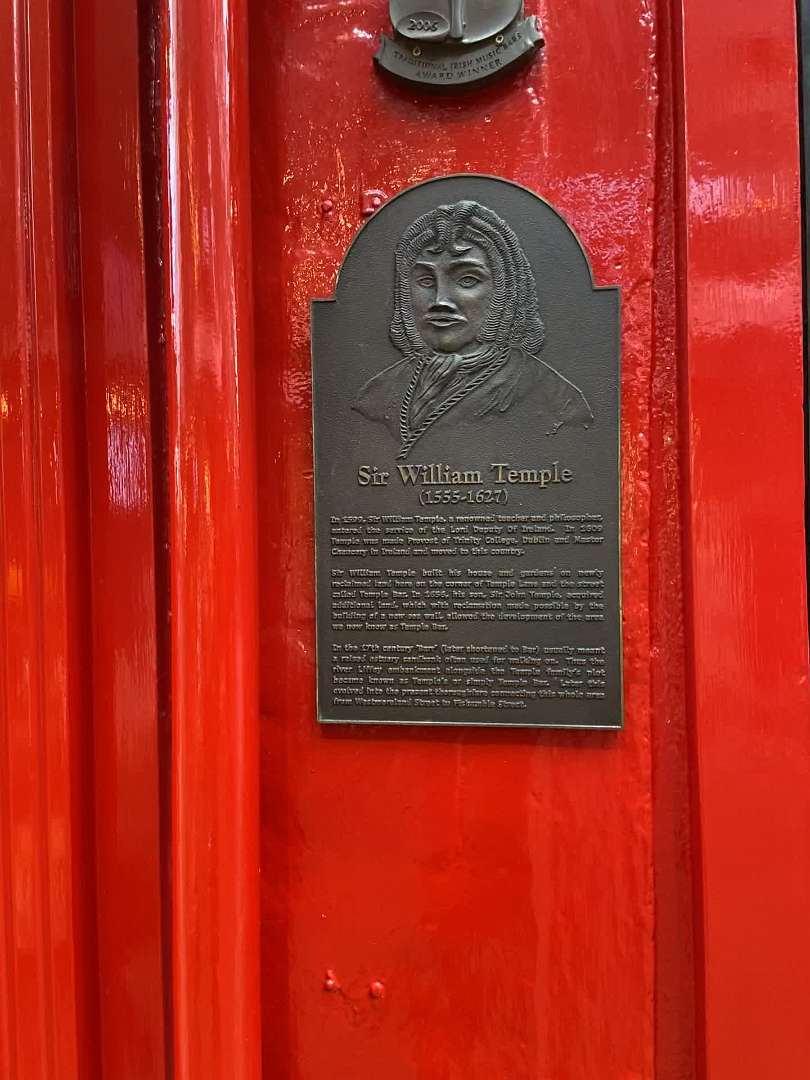 2006
TRADITIONAL IRISH MUSIC BARS
AWARD WINNER
Sir William Temple
(1555-1627)
In 1599, Sir William Temple, a renowned teacher and philosopher,
entered the service of the Lord Deputy Of Ireland. In 1609
Temple was made Provost of Trinity College, Dublin and Master
Chancery in Ireland and moved to this country.
Sir William Temple built his house and gardens on newly
reclaimed land here on the corner of Temple Lane and the street
called Temple Bar. In 1656, his son, Sir John Temple, acquired
additional land, which with reclamation made possible by the
building of a new sea wall, allowed the development of the area
we now know as Temple Bar.
In the 17th century 'Barr' (later shortened to Bar) usually meant
a raised estuary sandbank often used for walking on. Thus the
river Liffey embankment alongside the Temple family's plot
became known as Temple's or simply Temple Bar. Later this
evolved into the present thoroughfare connecting this whole area
from Westmoreland Street to Fishamble Street.